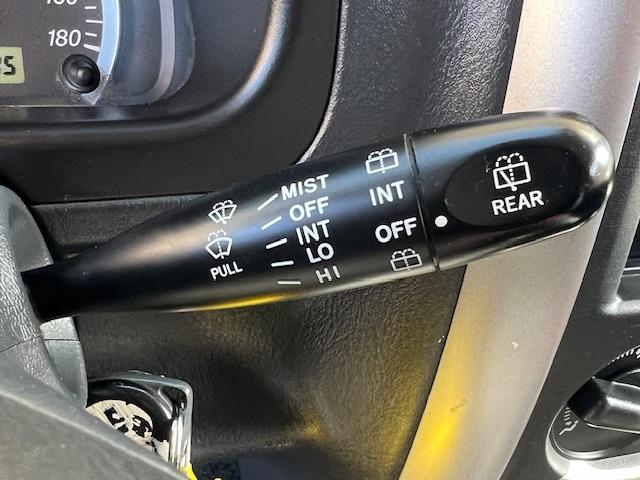 180
MIST
OFF
INT
LO
HI
PULL
INT
OFF
REAR